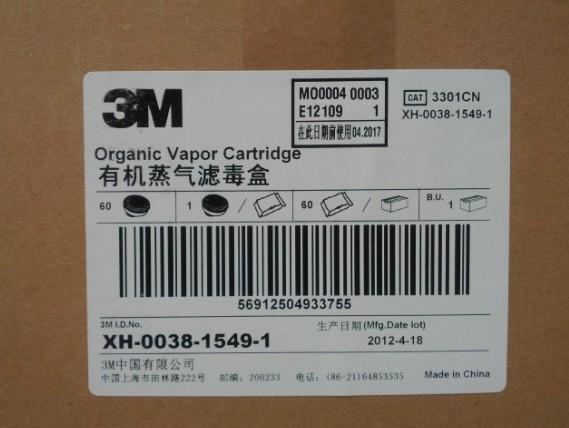 3M
MO0004 0003
E12109 1
在此日期前使用04.2017
CAT 3301CN
XH-0038-1549-1
Organic Vapor Cartridge
有机蒸气滤毒盒
60 1 / 60 / B.U. 1
56912504933755
3M I.D.No.
XH-0038-1549-1
生产日期(Mfg.Date lot)
2012-4-18
3M中国有限公司
中国上海市田林路222号 邮编：200233 电话：(86-21)64853535
Made in China